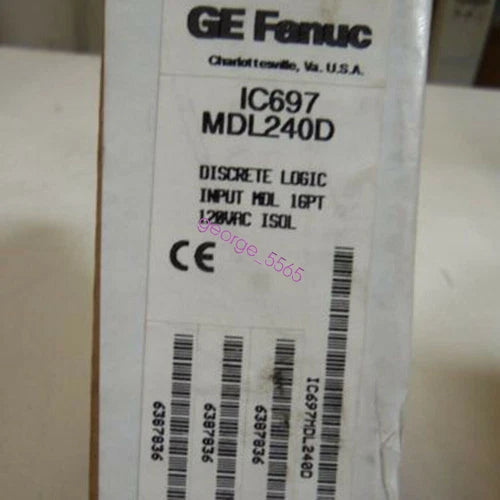 GE Fanuc
Charlottesville, Va. U.S.A.
IC697
MDL240D
DISCRETE LOGIC
INPUT MDL 16PT
120VAC ISOL
george_5565
CE
6387836
6387836
6387836
IC697MDL240D